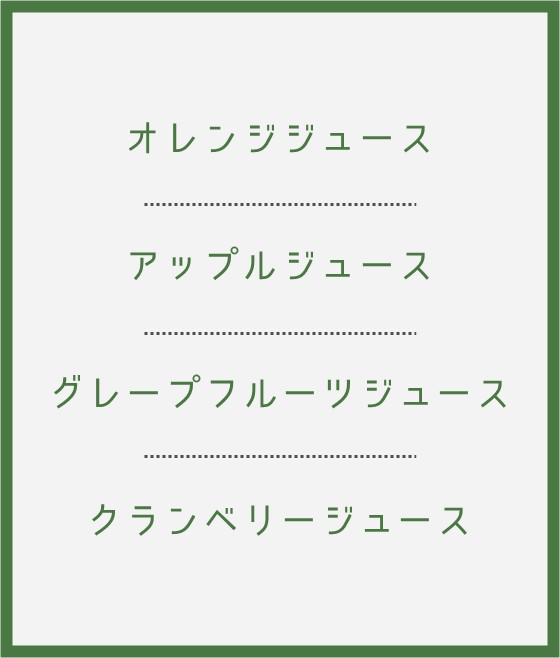 オレンジジュース
アップルジュース
グレープフルーツジュース
クランベリージュース